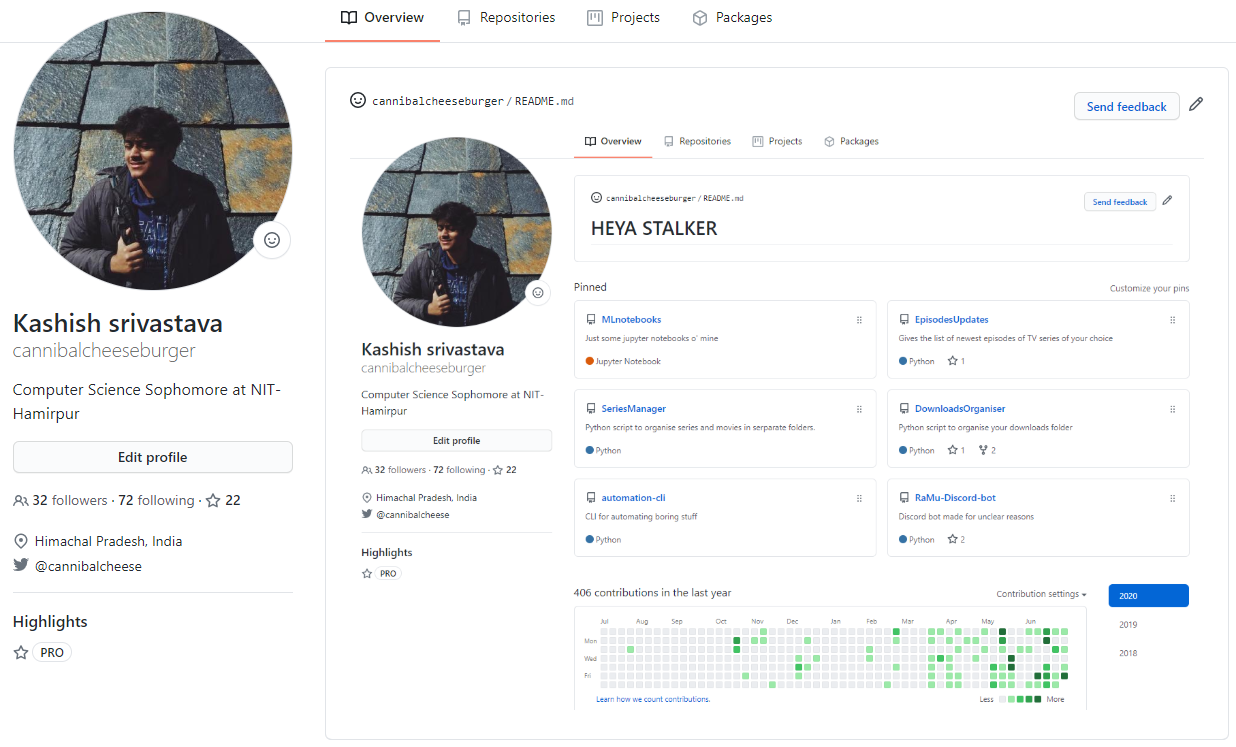 Overview Repositories Projects Packages
Kashish srivastava
cannibalcheeseburger
Computer Science Sophomore at NIT-
Hamirpur
Edit profile
32 followers · 72 following · 22
Himachal Pradesh, India
@cannibalcheese
Highlights
PRO
cannibalcheeseburger / README.md
Send feedback
Overview Repositories Projects Packages
Kashish srivastava
cannibalcheeseburger
Computer Science Sophomore at NIT-
Hamirpur
Edit profile
32 followers · 72 following · 22
Himachal Pradesh, India
@cannibalcheese
Highlights
PRO
cannibalcheeseburger / README.md
Send feedback
HEYA STALKER
Pinned
Customize your pins
MLnotebooks
Just some jupyter notebooks o' mine
Jupyter Notebook
EpisodesUpdates
Gives the list of newest episodes of TV series of your choice
Python 1
SeriesManager
Python script to organise series and movies in serparate folders.
Python
DownloadsOrganiser
Python script to organise your downloads folder
Python 1 2
automation-cli
CLI for automating boring stuff
Python
RaMu-Discord-bot
Discord bot made for unclear reasons
Python 2
406 contributions in the last year
Contribution settings
Jul Aug Sep Oct Nov Dec Jan Feb Mar Apr May Jun
Mon
Wed
Fri
Learn how we count contributions.
Less More
2020
2019
2018